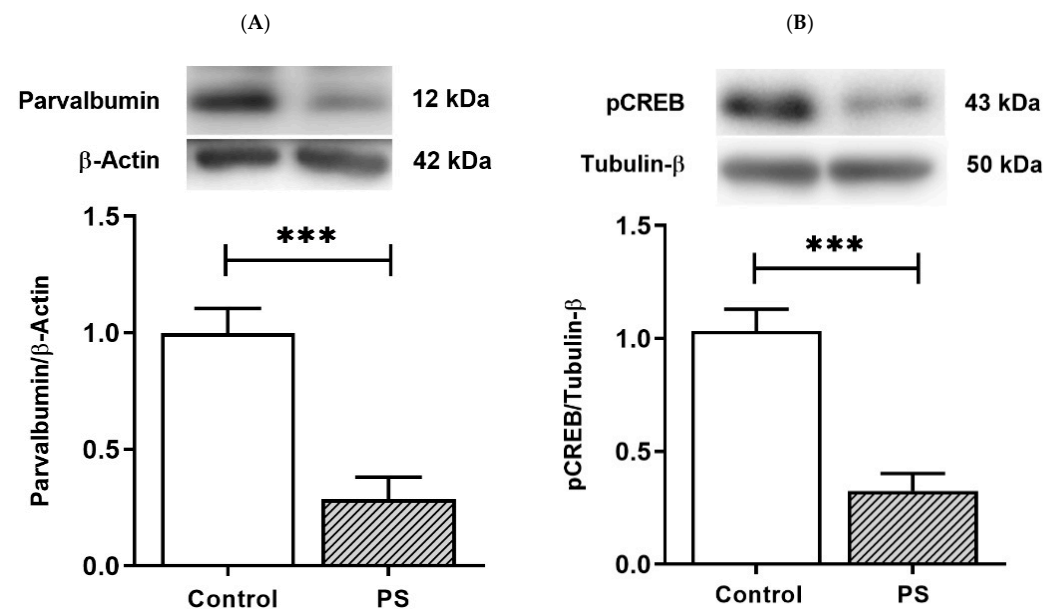 (A)
Parvalbumin 12 kDa
β-Actin 42 kDa
***
1.5
1.0
0.5
0.0
Parvalbumin/β-Actin
Control PS
(B)
pCREB 43 kDa
Tubulin-β 50 kDa
***
1.5
1.0
0.5
0.0
pCREB/Tubulin-β
Control PS